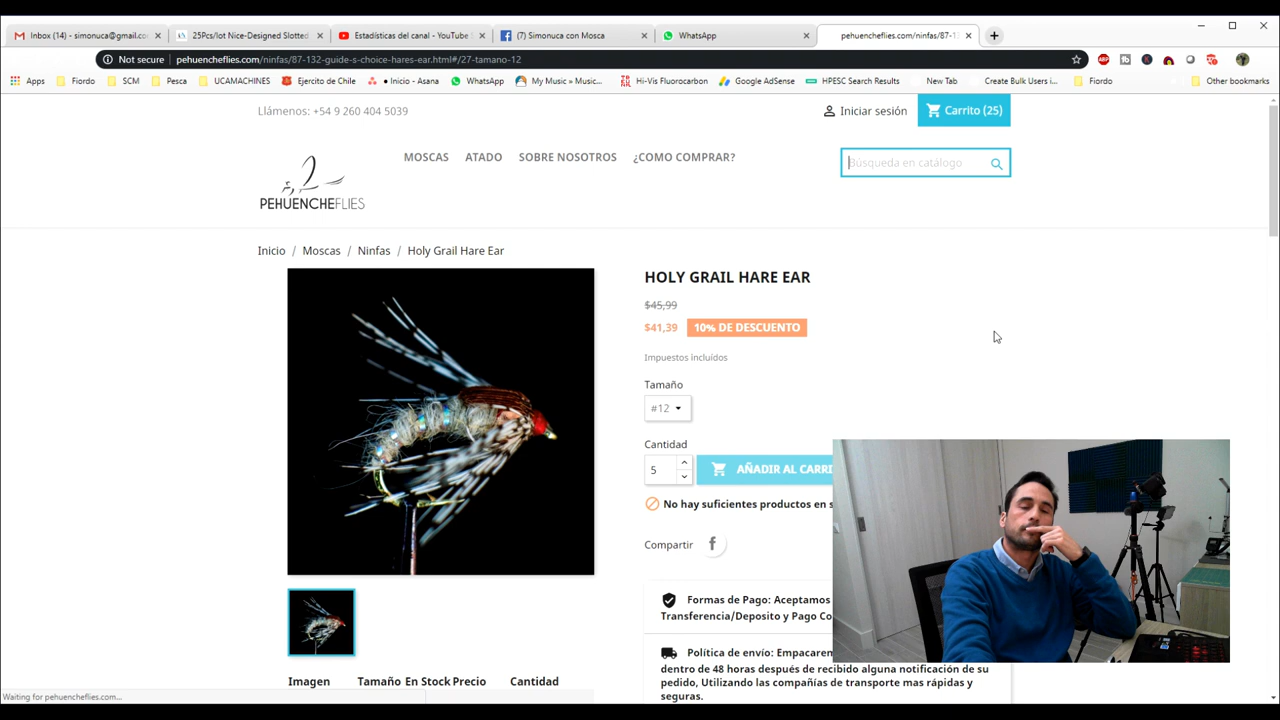 Inbox (14) - simonuca@gmail.co
25Pcs/lot Nice-Designed Slotted
Estadísticas del canal - YouTube S
(7) Simonuca con Mosca
WhatsApp
pehuencheflies.com/ninfas/87-1
Not secure
pehuencheflies.com/ninfas/87-132-guide-s-choice-hares-ear.html#/27-tamano-12
Apps Fiordo SCM Pesca UCAMACHINES Ejercito de Chile • Inicio - Asana WhatsApp My Music » Music... Hi-Vis Fluorocarbon Google AdSense HPESC Search Results New Tab Create Bulk Users i Fiordo Other bookmarks
Llámenos: +54 9 260 404 5039
Iniciar sesión
Carrito (25)
MOSCAS ATADO SOBRE NOSOTROS ¿COMO COMPRAR?
Búsqueda en catálogo
PEHUENCHEFLIES
Inicio / Moscas / Ninfas / Holy Grail Hare Ear
HOLY GRAIL HARE EAR
$45,99
$41,39 10% DE DESCUENTO
Impuestos incluidos
Tamaño
#12
Cantidad
5
AÑADIR AL CARRI
No hay suficientes productos en s
Compartir
Formas de Pago: Aceptamos
Transferencia/Deposito y Pago Co
Política de envío: Empacarem
dentro de 48 horas después de recibido alguna notificación de su
pedido, Utilizando las compañías de transporte mas rápidas y
seguras.
Imagen Tamaño En Stock Precio Cantidad
Waiting for pehuencheflies.com...